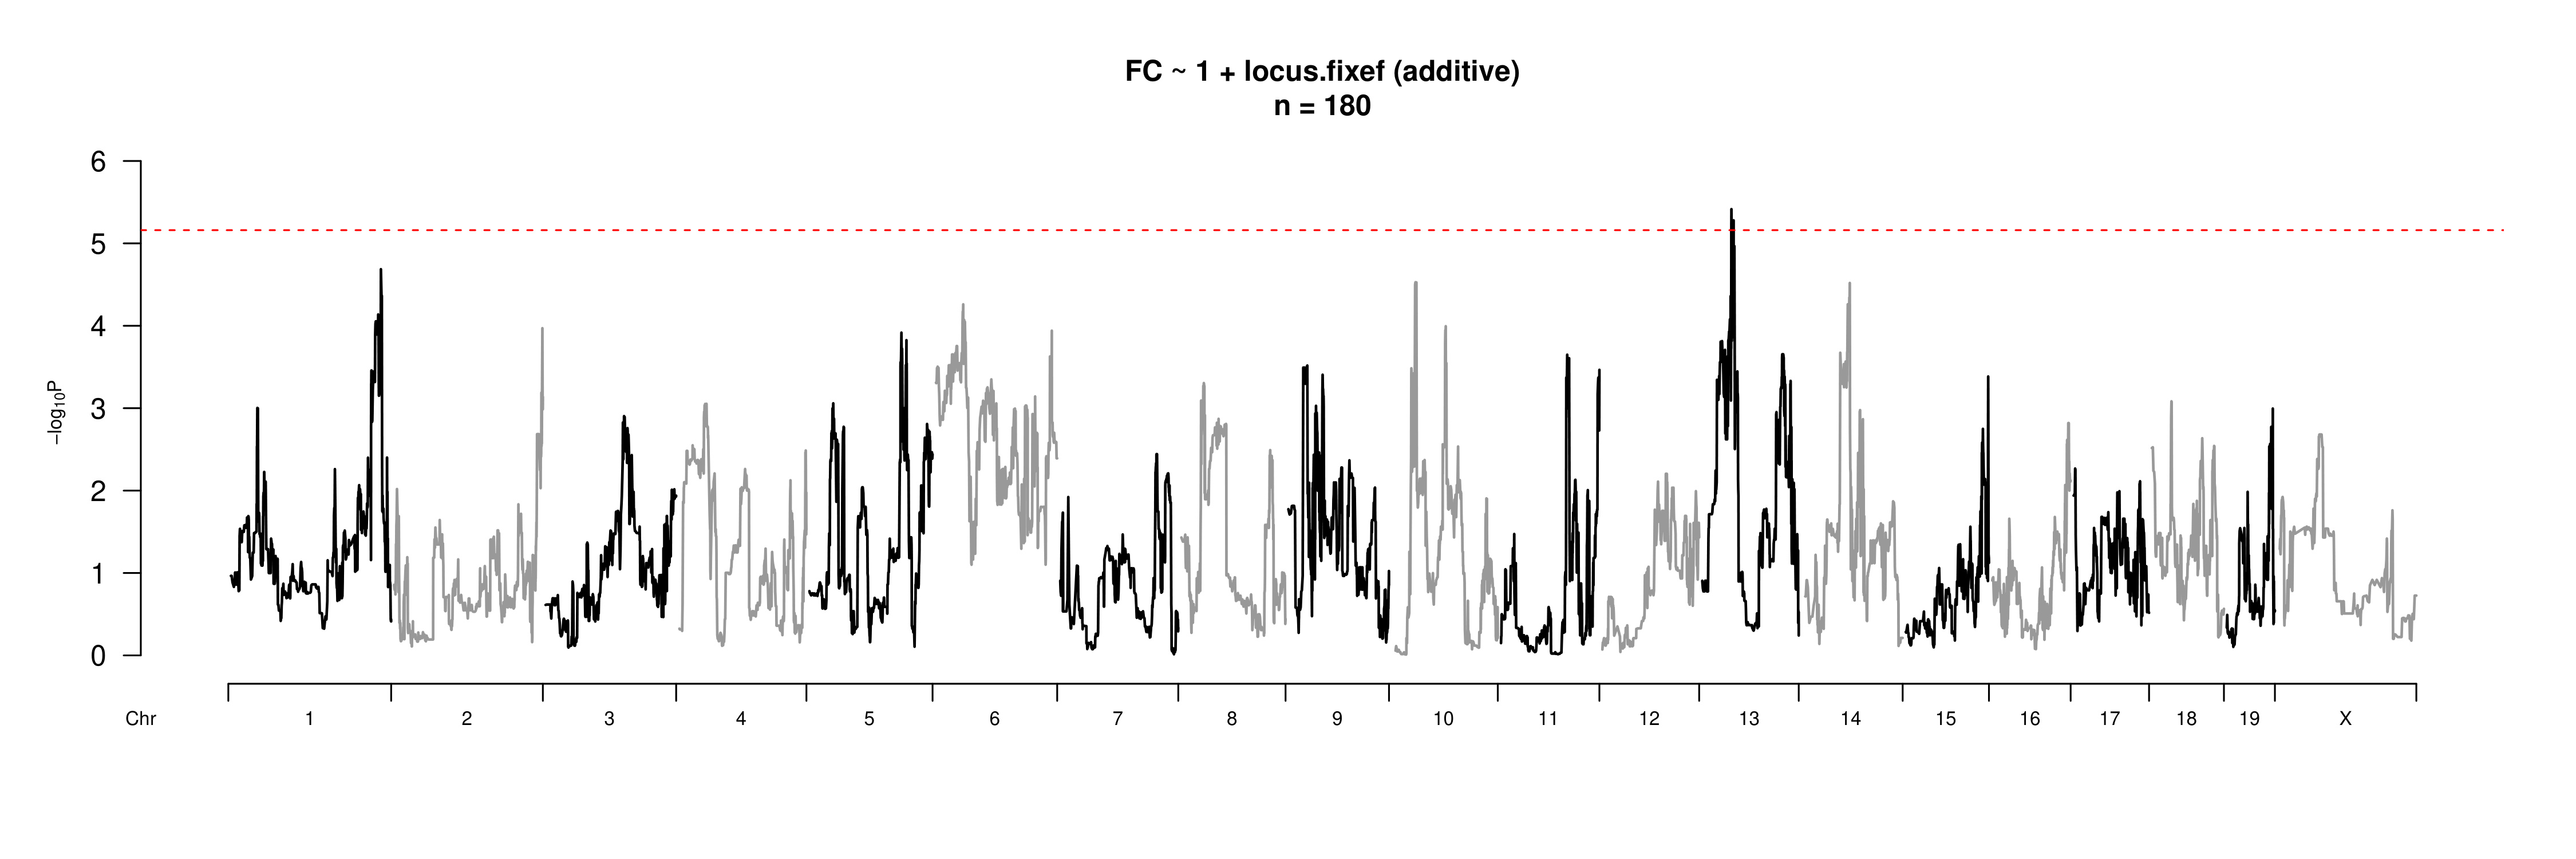 FC ~ 1 + locus.fixef (additive)
n = 180
6
5
4
3
2
1
0
−log10P
Chr 1 2 3 4 5 6 7 8 9 10 11 12 13 14 15 16 17 18 19 X